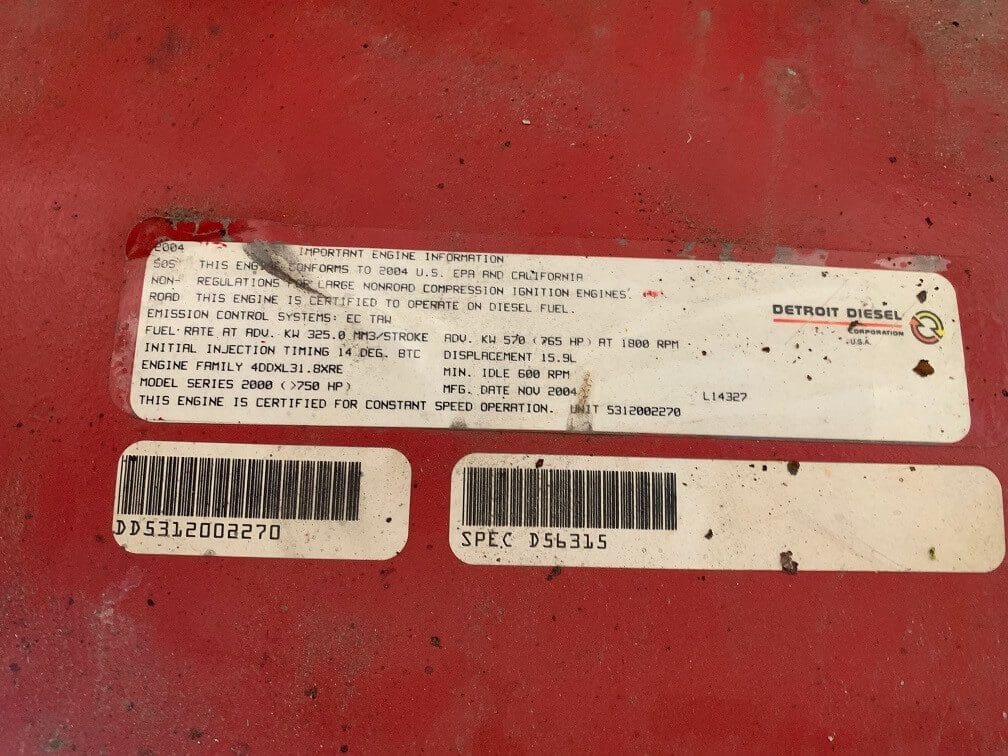 2004 IMPORTANT ENGINE INFORMATION
505 THIS ENGINE CONFORMS TO 2004 U.S. EPA AND CALIFORNIA
NON- REGULATIONS FOR LARGE NONROAD COMPRESSION IGNITION ENGINES.
ROAD THIS ENGINE IS CERTIFIED TO OPERATE ON DIESEL FUEL.
EMISSION CONTROL SYSTEMS: EC TAW
FUEL RATE AT ADV. KW 325.0 MM3/STROKE ADV. KW 570 (765 HP) AT 1800 RPM
INITIAL INJECTION TIMING 14 DEG. BTC DISPLACEMENT 15.9L
ENGINE FAMILY 4DDXL31.8XRE MIN. IDLE 600 RPM
MODEL SERIES 2000 (>750 HP) MFG. DATE NOV 2004 L14327
THIS ENGINE IS CERTIFIED FOR CONSTANT SPEED OPERATION. UNIT 5312002270
DETROIT DIESEL
CORPORATION
U.S.A.
DD5312002270
SPEC D56315